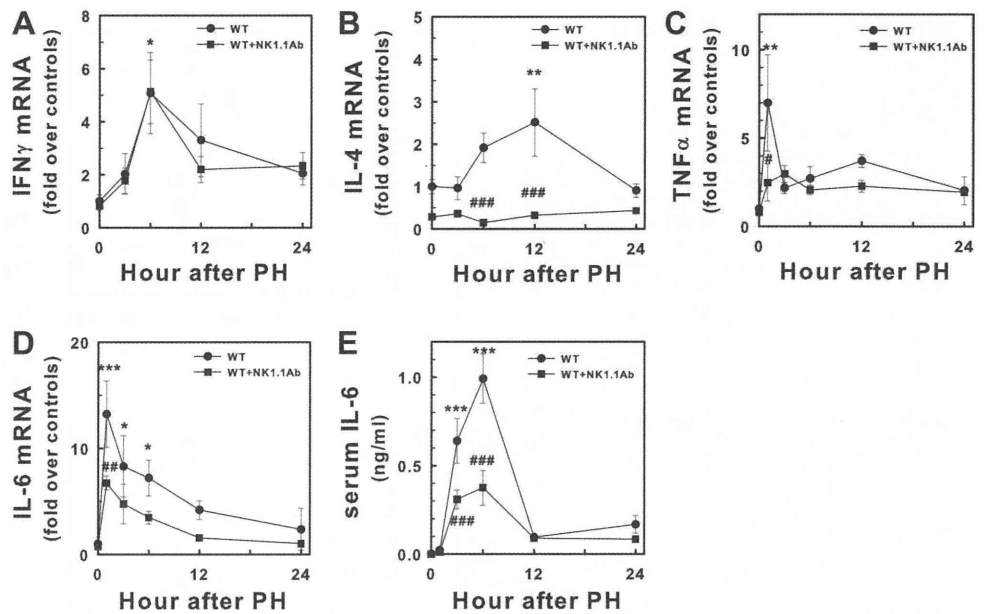 A
IFNγ mRNA
(fold over controls)
8
6
4
2
0
*
WT
WT+NK1.1Ab
0
12
24
Hour after PH
B
IL-4 mRNA
(fold over controls)
5
4
3
2
1
0
WT
WT+NK1.1Ab
**
###
###
0
12
24
Hour after PH
C
TNFα mRNA
(fold over controls)
10
5
0
**
#
WT
WT+NK1.1Ab
0
12
24
Hour after PH
D
IL-6 mRNA
(fold over controls)
20
10
0
***
*
*
##
WT
WT+NK1.1Ab
0
12
24
Hour after PH
E
serum IL-6
(ng/ml)
1.0
0.5
0.0
***
***
###
###
WT
WT+NK1.1Ab
0
12
24
Hour after PH